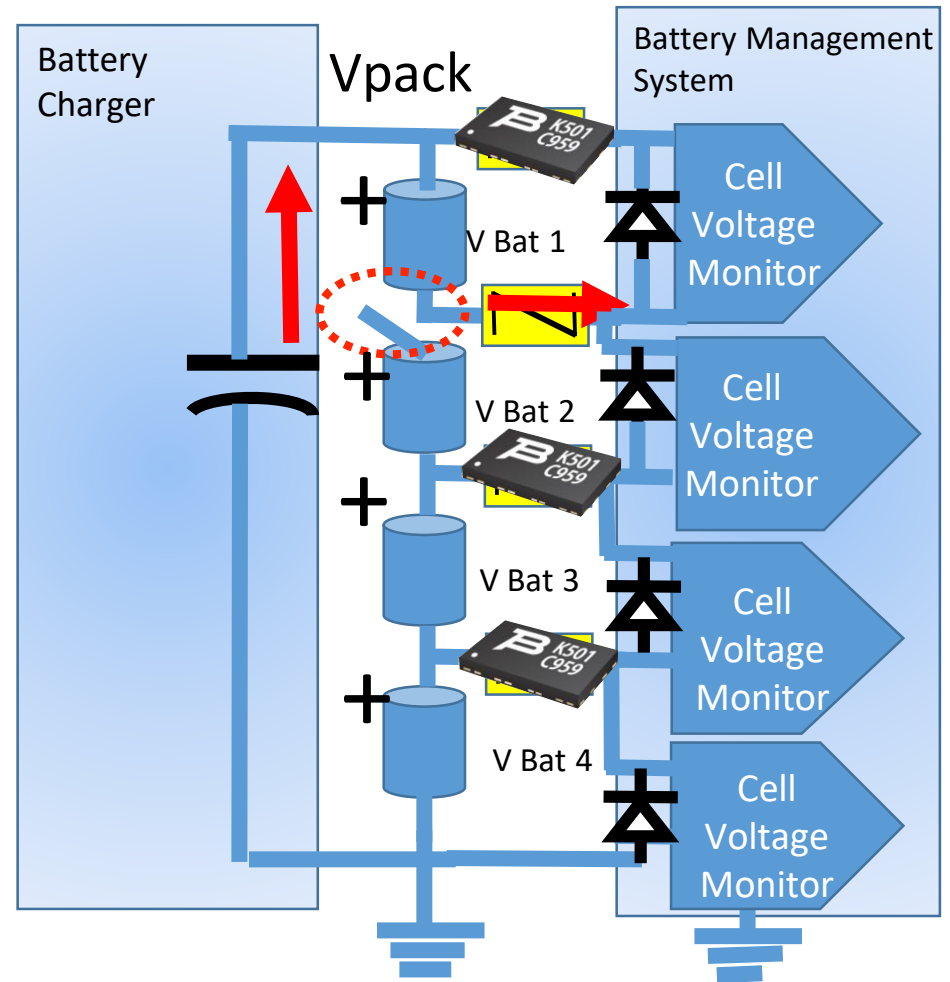 Battery
Charger
Vpack
Battery Management
System
K501
C959
Cell
Voltage
Monitor
V Bat 1
Cell
Voltage
Monitor
V Bat 2
K501
C959
Cell
Voltage
Monitor
V Bat 3
K501
C959
V Bat 4
Cell
Voltage
Monitor